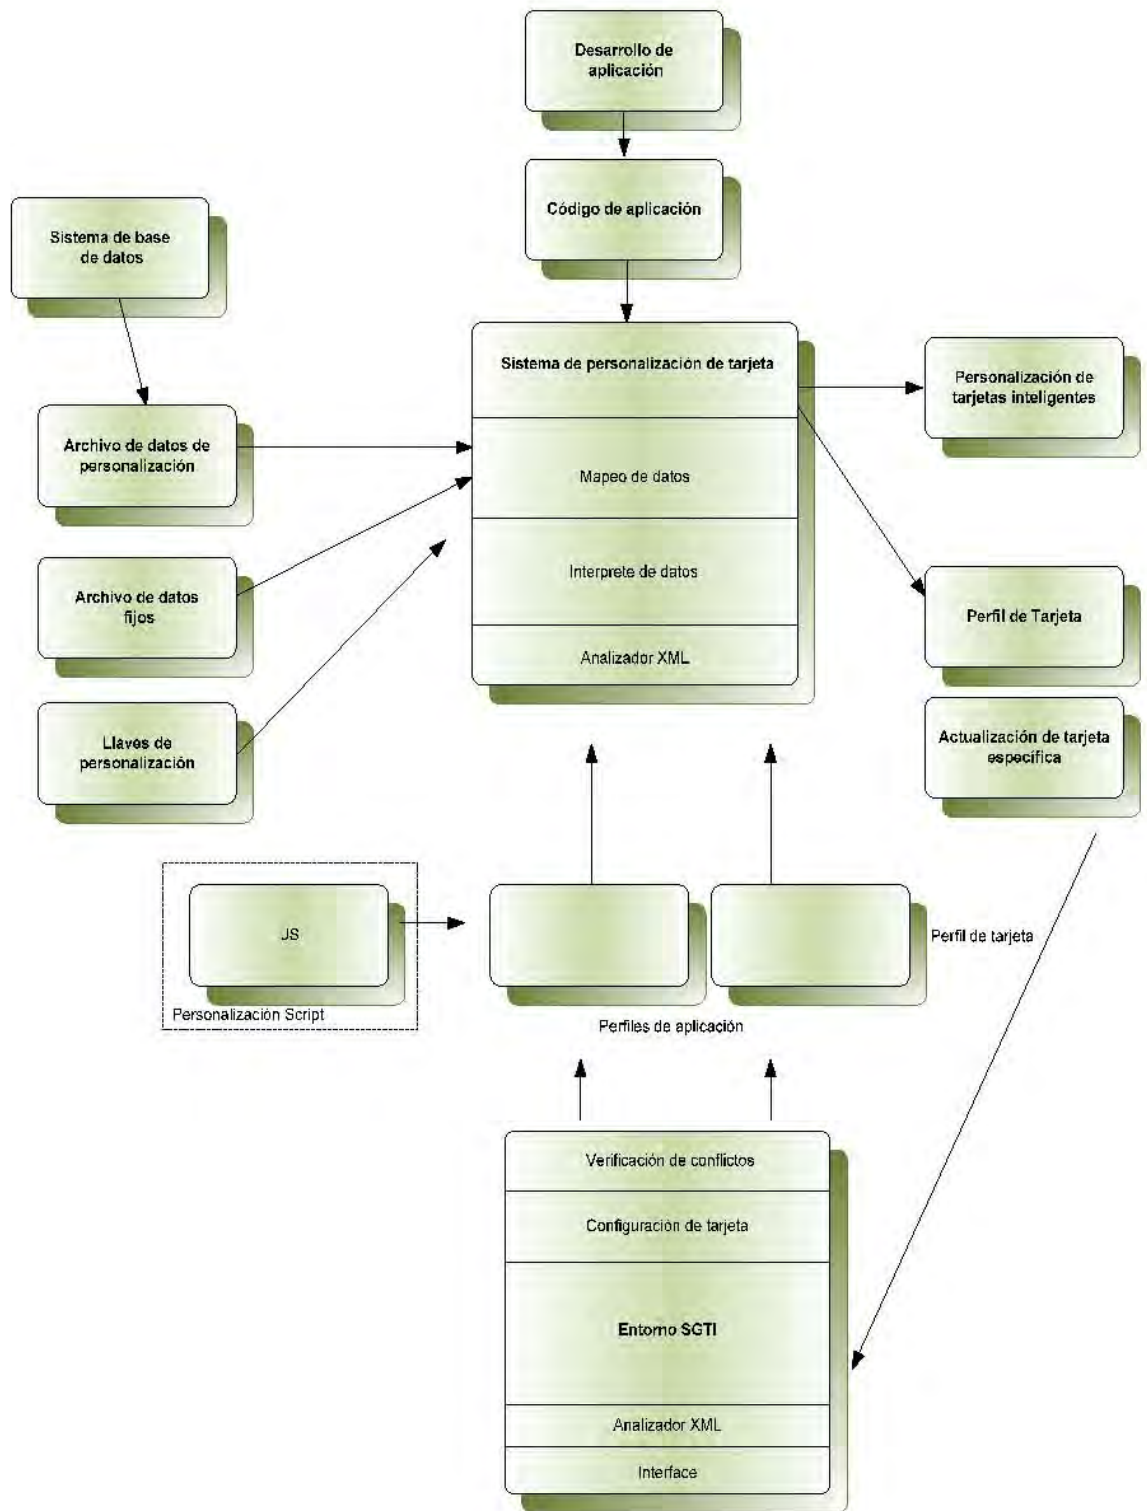 Desarrollo de
aplicación
Código de aplicación
Sistema de base
de datos
Sistema de personalización de tarjeta
Mapeo de datos
Interprete de datos
Analizador XML
Archivo de datos de
personalización
Archivo de datos
fijos
Llaves de
personalización
Personalización de
tarjetas inteligentes
Perfil de Tarjeta
Actualización de tarjeta
específica
JS
Personalización Script
Perfiles de aplicación
Perfil de tarjeta
Verificación de conflictos
Configuración de tarjeta
Entorno SGTI
Analizador XML
Interface